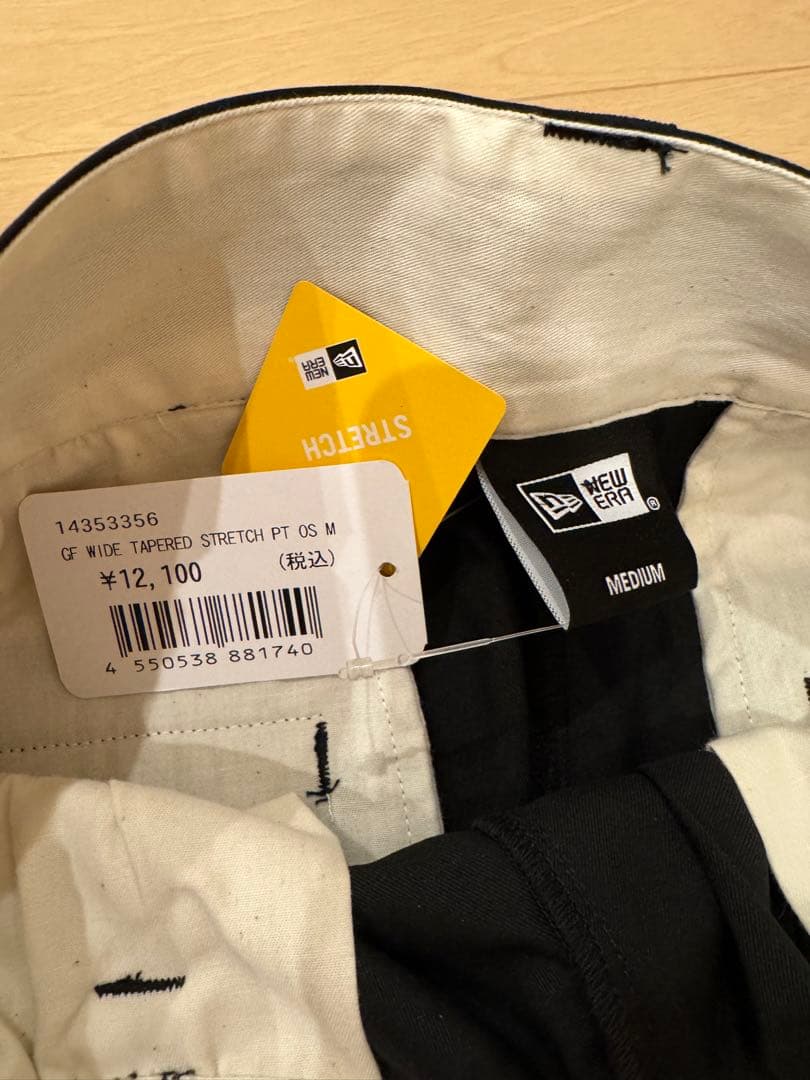 NEW ERA
STRETCH
14353356
GF WIDE TAPERED STRETCH PT OS M
¥12,100 (税込)
4 550538 881740
NEW ERA®
MEDIUM